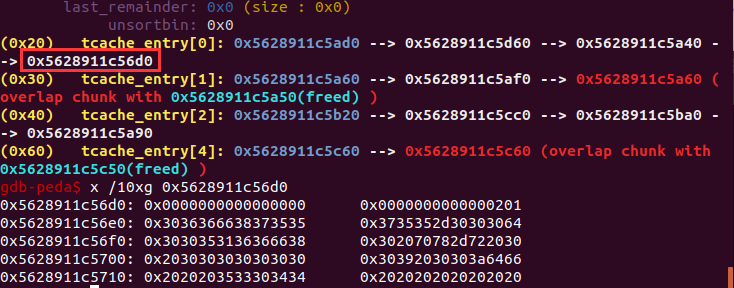 last_remainder: 0x0 (size : 0x0)
unsortbin: 0x0
(0x20) tcache_entry[0]: 0x5628911c5ad0 --> 0x5628911c5d60 --> 0x5628911c5a40 -
-> 0x5628911c56d0
(0x30) tcache_entry[1]: 0x5628911c5a60 --> 0x5628911c5af0 --> 0x5628911c5a60 (
overlap chunk with 0x5628911c5a50(freed) )
(0x40) tcache_entry[2]: 0x5628911c5b20 --> 0x5628911c5cc0 --> 0x5628911c5ba0 -
-> 0x5628911c5a90
(0x60) tcache_entry[4]: 0x5628911c5c60 --> 0x5628911c5c60 (overlap chunk with
0x5628911c5c50(freed) )
gdb-peda$ x /10xg 0x5628911c56d0
0x5628911c56d0: 0x0000000000000000 0x0000000000000201
0x5628911c56e0: 0x3036366638373535 0x3735352d30303064
0x5628911c56f0: 0x3030353136366638 0x302070782d722030
0x5628911c5700: 0x2030303030303030 0x30392030303a6466
0x5628911c5710: 0x2020203533303434 0x2020202020202020